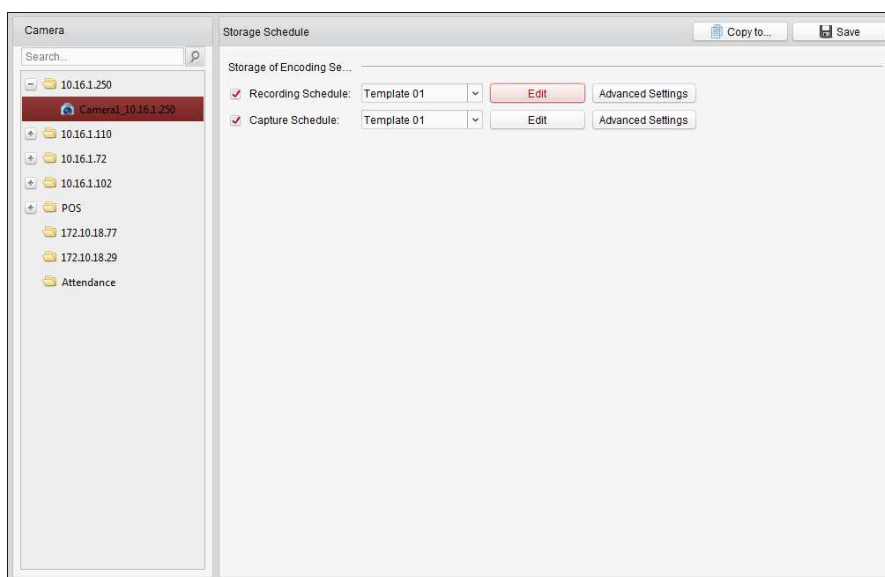 Camera
Search...
10.16.1.250
Camera1_10.16.1.250
10.16.1.110
10.16.1.72
10.16.1.102
POS
172.10.18.77
172.10.18.29
Attendance
Storage Schedule
Copy to...
Save
Storage of Encoding Se...
Recording Schedule: Template 01 Edit Advanced Settings
Capture Schedule: Template 01 Edit Advanced Settings